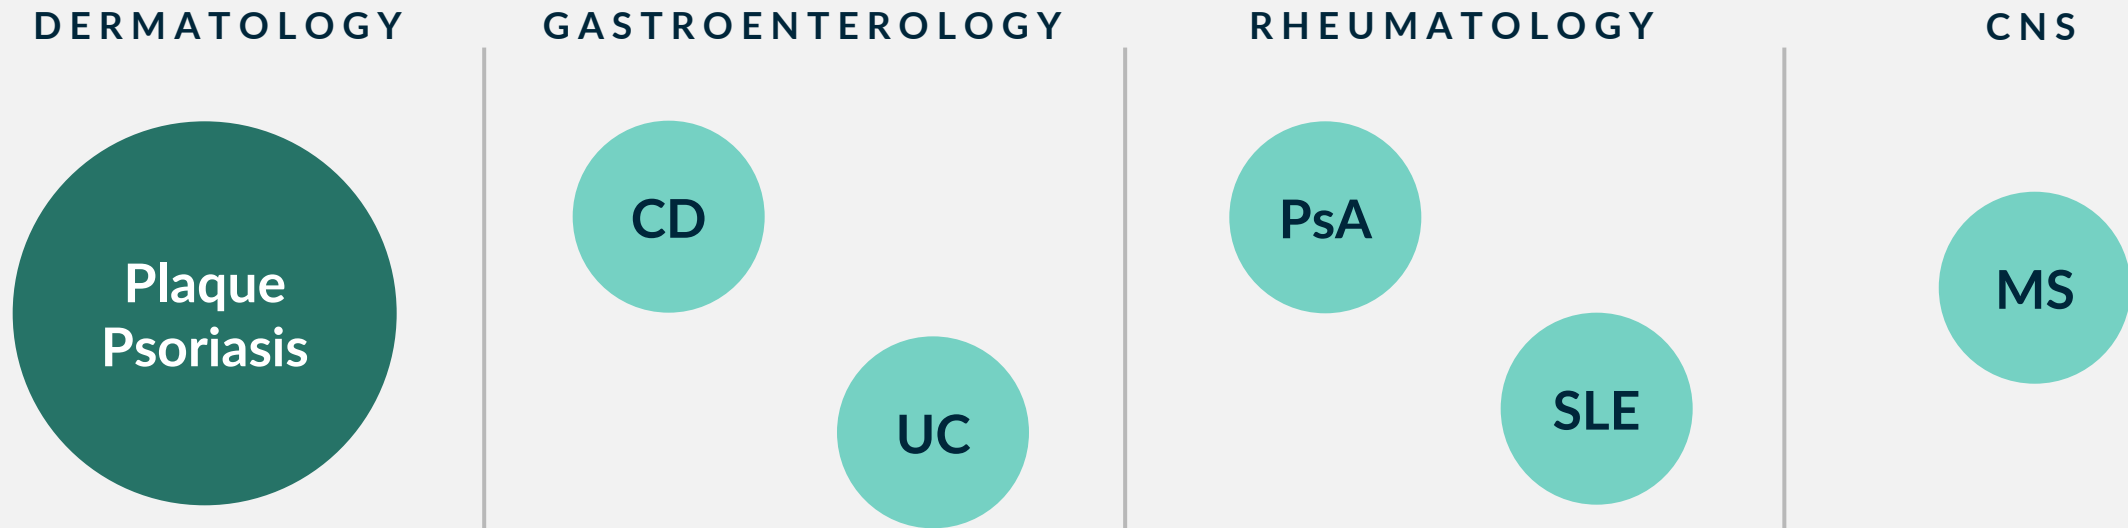 DERMATOLOGY
GASTROENTEROLOGY
RHEUMATOLOGY
CNS
Plaque
Psoriasis
CD
UC
PsA
SLE
MS